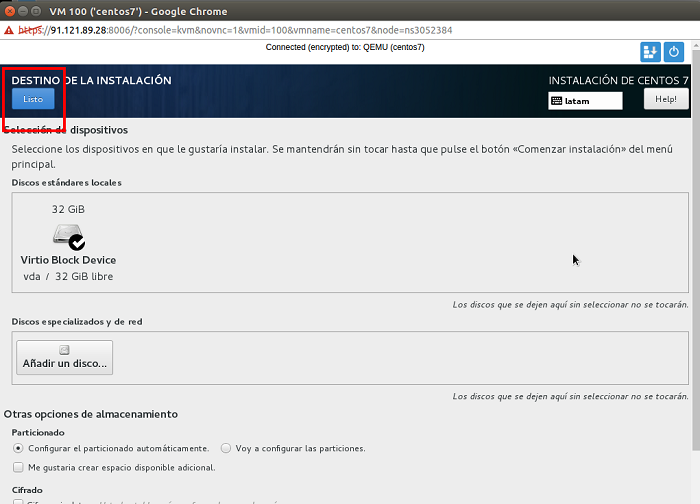 VM 100 ('centos7') - Google Chrome
https://91.121.89.28:8006/?console=kvm&novnc=1&vmid=100&vmname=centos7&node=ns3052384
Connected (encrypted) to: QEMU (centos7)
DESTINO DE LA INSTALACIÓN
INSTALACIÓN DE CENTOS 7
Listo
latam
Help!
Selección de dispositivos
Seleccione los dispositivos en que le gustaría instalar. Se mantendrán sin tocar hasta que pulse el botón «Comenzar instalación» del menú
principal.
Discos estándares locales
32 GiB
Virtio Block Device
vda / 32 GiB libre
Los discos que se dejen aquí sin seleccionar no se tocarán.
Discos especializados y de red
Añadir un disco...
Los discos que se dejen aquí sin seleccionar no se tocarán.
Otras opciones de almacenamiento
Particionado
Configurar el particionado automáticamente.
Voy a configurar las particiones.
Me gustaria crear espacio disponible adicional.
Cifrado